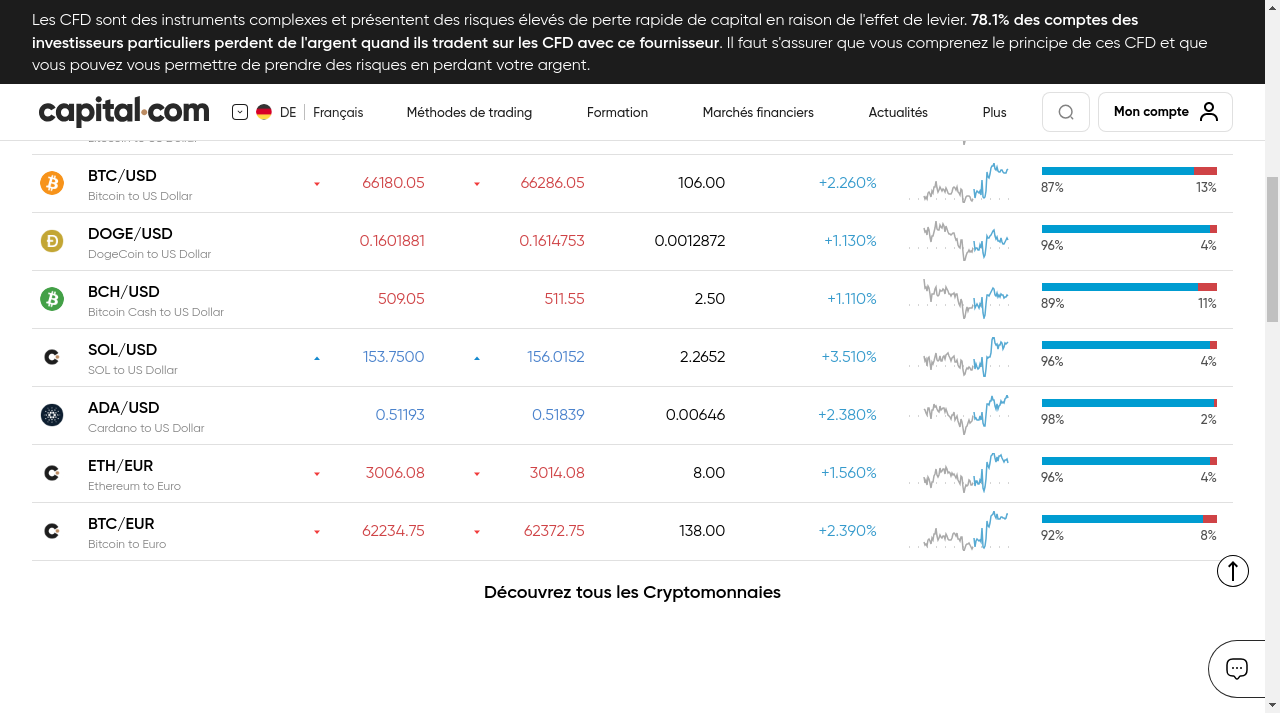 Les CFD sont des instruments complexes et présentent des risques élevés de perte rapide de capital en raison de l'effet de levier. 78.1% des comptes des
investisseurs particuliers perdent de l'argent quand ils tradent sur les CFD avec ce fournisseur. Il faut s'assurer que vous comprenez le principe de ces CFD et que
vous pouvez vous permettre de prendre des risques en perdant votre argent.
capital.com DE Français Méthodes de trading Formation Marchés financiers Actualités Plus Mon compte
BTC/USD 66180.05 66286.05 106.00 +2.260%
Bitcoin to US Dollar 87% 13%
DOGE/USD 0.1601881 0.1614753 0.0012872 +1.130%
DogeCoin to US Dollar 96% 4%
BCH/USD 509.05 511.55 2.50 +1.110%
Bitcoin Cash to US Dollar 89% 11%
SOL/USD 153.7500 156.0152 2.2652 +3.510%
SOL to US Dollar 96% 4%
ADA/USD 0.51193 0.51839 0.00646 +2.380%
Cardano to US Dollar 98% 2%
ETH/EUR 3006.08 3014.08 8.00 +1.560%
Ethereum to Euro 96% 4%
BTC/EUR 62234.75 62372.75 138.00 +2.390%
Bitcoin to Euro 92% 8%
Découvrez tous les Cryptomonnaies